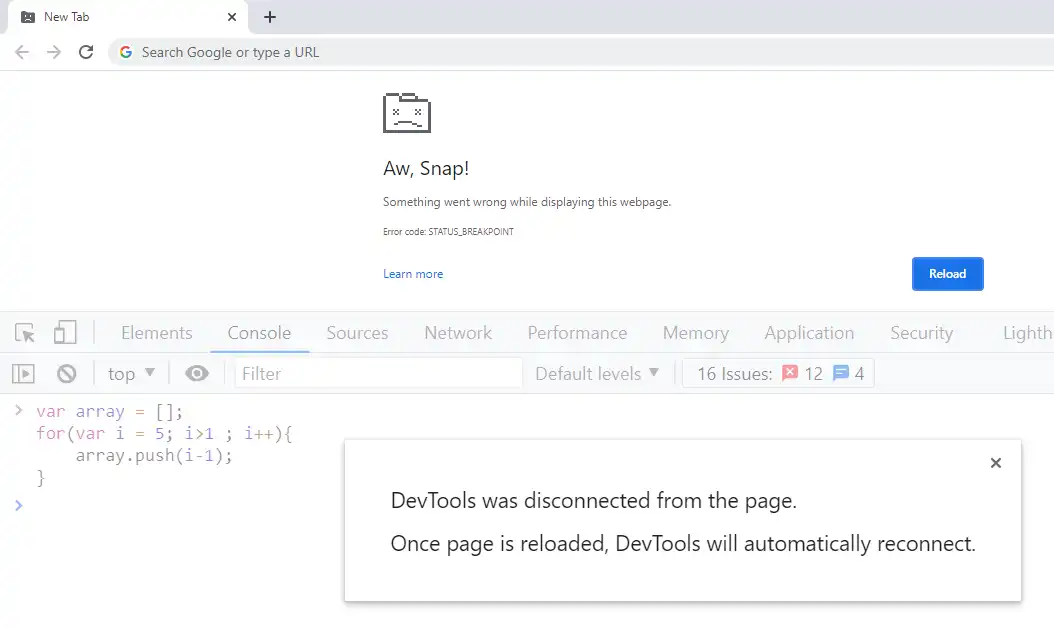 New Tab
Search Google or type a URL
Aw, Snap!
Something went wrong while displaying this webpage.
Error code: STATUS_BREAKPOINT
Learn more
Reload
Elements Console Sources Network Performance Memory Application Security Lighth
top Filter Default levels 16 Issues: 12 4
var array = [];
for(var i = 5; i>1 ; i++){
array.push(i-1);
}
DevTools was disconnected from the page.
Once page is reloaded, DevTools will automatically reconnect.